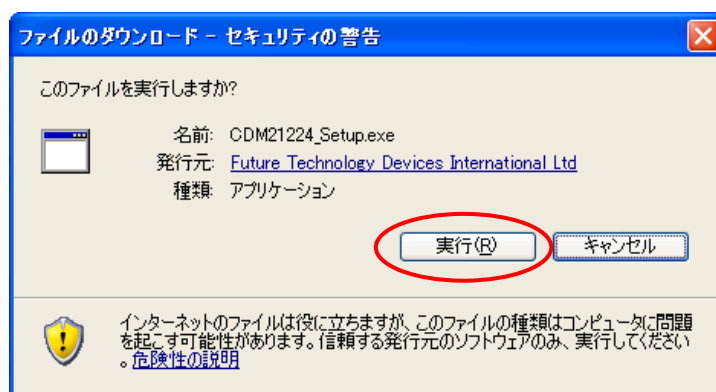 ファイルのダウンロード - セキュリティの警告
このファイルを実行しますか?
名前: CDM21224_Setup.exe
発行元: Future Technology Devices International Ltd
種類: アプリケーション
実行(R) キャンセル
インターネットのファイルは役に立ちますが、このファイルの種類はコンピュータに問題
を起こす可能性があります。信頼する発行元のソフトウェアのみ、実行してください
。危険性の説明